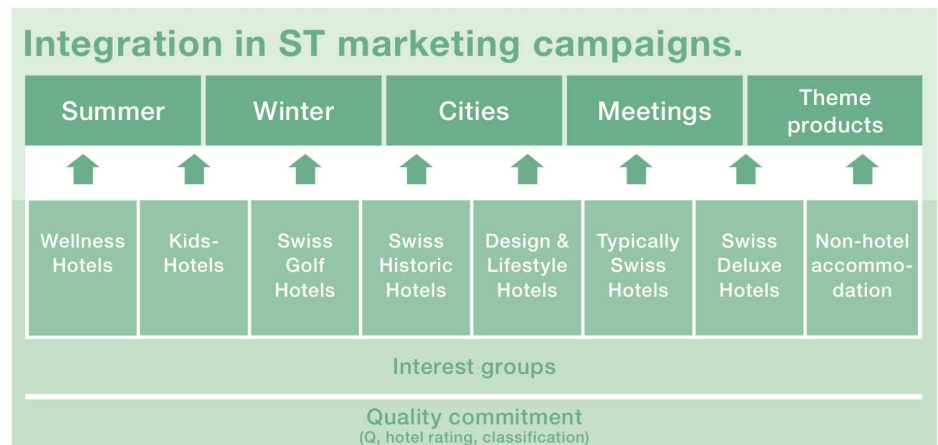 Integration in ST marketing campaigns.
Summer
Winter
Cities
Meetings
Theme
products
Wellness
Hotels
Kids-
Hotels
Swiss
Golf
Hotels
Swiss
Historic
Hotels
Design &
Lifestyle
Hotels
Typically
Swiss
Hotels
Swiss
Deluxe
Hotels
Non-hotel
accommo-
dation
Interest groups
Quality commitment
(Q, hotel rating, classification)